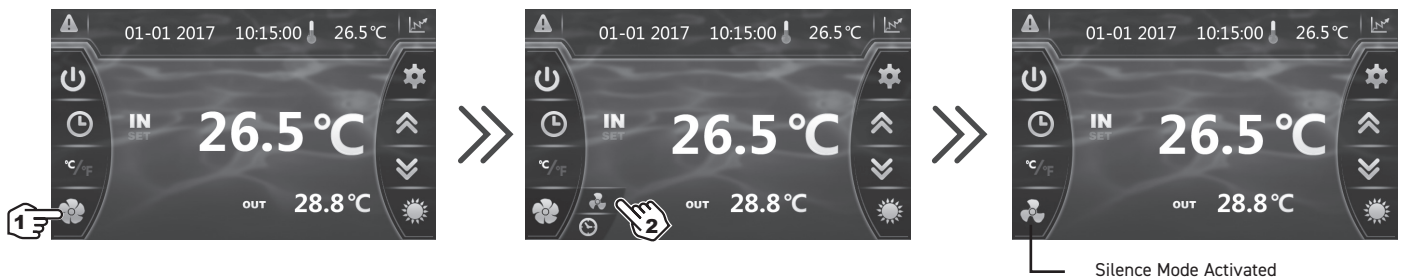 01-01 2017 10:15:00 26.5℃
IN
SET
26.5℃
℃/℉
OUT 28.8℃
1
01-01 2017 10:15:00 26.5℃
IN
SET
26.5℃
℃/℉
OUT 28.8℃
2
01-01 2017 10:15:00 26.5℃
IN
SET
26.5℃
℃/℉
OUT 28.8℃
Silence Mode Activated